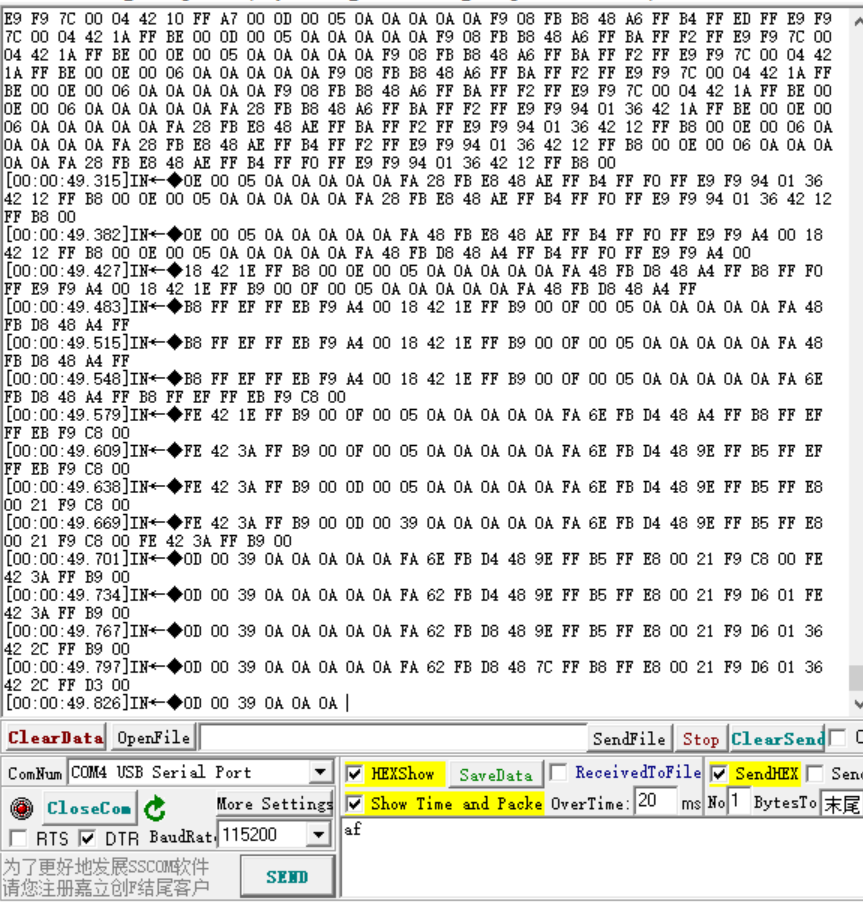 E9 F9 7C 00 04 42 10 FF A7 00 0D 00 05 0A 0A 0A 0A 0A F9 08 FB B8 48 A6 FF B4 FF ED FF E9 F9
7C 00 04 42 1A FF BE 00 0D 00 05 0A 0A 0A 0A 0A F9 08 FB B8 48 A6 FF BA FF F2 FF E9 F9 7C 00
04 42 1A FF BE 00 0E 00 05 0A 0A 0A 0A 0A F9 08 FB B8 48 A6 FF BA FF F2 FF E9 F9 7C 00 04 42
1A FF BE 00 0E 00 06 0A 0A 0A 0A 0A F9 08 FB B8 48 A6 FF BA FF F2 FF E9 F9 7C 00 04 42 1A FF
BE 00 0E 00 06 0A 0A 0A 0A 0A F9 08 FB B8 48 A6 FF BA FF F2 FF E9 F9 7C 00 04 42 1A FF BE 00
0E 00 06 0A 0A 0A 0A 0A FA 28 FB B8 48 A6 FF BA FF F2 FF E9 F9 94 01 36 42 1A FF BE 00 0E 00
06 0A 0A 0A 0A 0A FA 28 FB E8 48 AE FF BA FF F2 FF E9 F9 94 01 36 42 12 FF B8 00 0E 00 06 0A
0A 0A 0A 0A FA 28 FB E8 48 AE FF B4 FF F2 FF E9 F9 94 01 36 42 12 FF B8 00 0E 00 06 0A 0A 0A
0A 0A FA 28 FB E8 48 AE FF B4 FF F0 FF E9 F9 94 01 36 42 12 FF B8 00
[00:00:49.315]IN←◆0E 00 05 0A 0A 0A 0A 0A FA 28 FB E8 48 AE FF B4 FF F0 FF E9 F9 94 01 36
42 12 FF B8 00 0E 00 05 0A 0A 0A 0A 0A FA 28 FB E8 48 AE FF B4 FF F0 FF E9 F9 94 01 36 42 12
FF B8 00
[00:00:49.382]IN←◆0E 00 05 0A 0A 0A 0A 0A FA 48 FB E8 48 AE FF B4 FF F0 FF E9 F9 A4 00 18
42 12 FF B8 00 0E 00 05 0A 0A 0A 0A 0A FA 48 FB D8 48 A4 FF B4 FF F0 FF E9 F9 A4 00
[00:00:49.427]IN←◆18 42 1E FF B8 00 0E 00 05 0A 0A 0A 0A 0A FA 48 FB D8 48 A4 FF B8 FF F0
FF E9 F9 A4 00 18 42 1E FF B9 00 0F 00 05 0A 0A 0A 0A 0A FA 48 FB D8 48 A4 FF
[00:00:49.483]IN←◆B8 FF EF FF EB F9 A4 00 18 42 1E FF B9 00 0F 00 05 0A 0A 0A 0A 0A FA 48
FB D8 48 A4 FF
[00:00:49.515]IN←◆B8 FF EF FF EB F9 A4 00 18 42 1E FF B9 00 0F 00 05 0A 0A 0A 0A 0A FA 48
FB D8 48 A4 FF
[00:00:49.548]IN←◆B8 FF EF FF EB F9 A4 00 18 42 1E FF B9 00 0F 00 05 0A 0A 0A 0A 0A FA 6E
FB D8 48 A4 FF B8 FF EF FF EB F9 C8 00
[00:00:49.579]IN←◆FE 42 1E FF B9 00 0F 00 05 0A 0A 0A 0A 0A FA 6E FB D4 48 A4 FF B8 FF EF
FF EB F9 C8 00
[00:00:49.609]IN←◆FE 42 3A FF B9 00 0F 00 05 0A 0A 0A 0A 0A FA 6E FB D4 48 9E FF B5 FF EF
FF EB F9 C8 00
[00:00:49.638]IN←◆FE 42 3A FF B9 00 0D 00 05 0A 0A 0A 0A 0A FA 6E FB D4 48 9E FF B5 FF E8
00 21 F9 C8 00
[00:00:49.669]IN←◆FE 42 3A FF B9 00 0D 00 39 0A 0A 0A 0A 0A FA 6E FB D4 48 9E FF B5 FF E8
00 21 F9 C8 00 FE 42 3A FF B9 00
[00:00:49.701]IN←◆0D 00 39 0A 0A 0A 0A 0A FA 6E FB D4 48 9E FF B5 FF E8 00 21 F9 C8 00 FE
42 3A FF B9 00
[00:00:49.734]IN←◆0D 00 39 0A 0A 0A 0A 0A FA 62 FB D4 48 9E FF B5 FF E8 00 21 F9 D6 01 FE
42 3A FF B9 00
[00:00:49.767]IN←◆0D 00 39 0A 0A 0A 0A 0A FA 62 FB D8 48 9E FF B5 FF E8 00 21 F9 D6 01 36
42 2C FF B9 00
[00:00:49.797]IN←◆0D 00 39 0A 0A 0A 0A 0A FA 62 FB D8 48 7C FF B8 FF E8 00 21 F9 D6 01 36
42 2C FF D3 00
[00:00:49.826]IN←◆0D 00 39 0A 0A 0A
ClearData OpenFile SendFile Stop ClearSend
ComNum COM4 USB Serial Port HEXShow SaveData ReceivedToFile SendHEX Send
CloseCom More Settings Show Time and Packe OverTime: 20 ms No 1 BytesTo 末尾
RTS DTR BaudRat 115200 af
为了更好地发展SSCOM软件
请您注册嘉立创F结尾客户 SEND